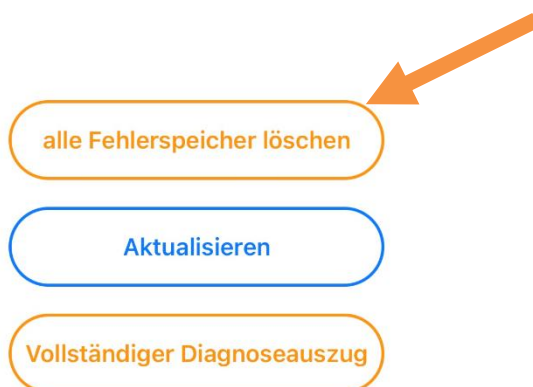 alle Fehlerspeicher löschen
Aktualisieren
Vollständiger Diagnoseauszug